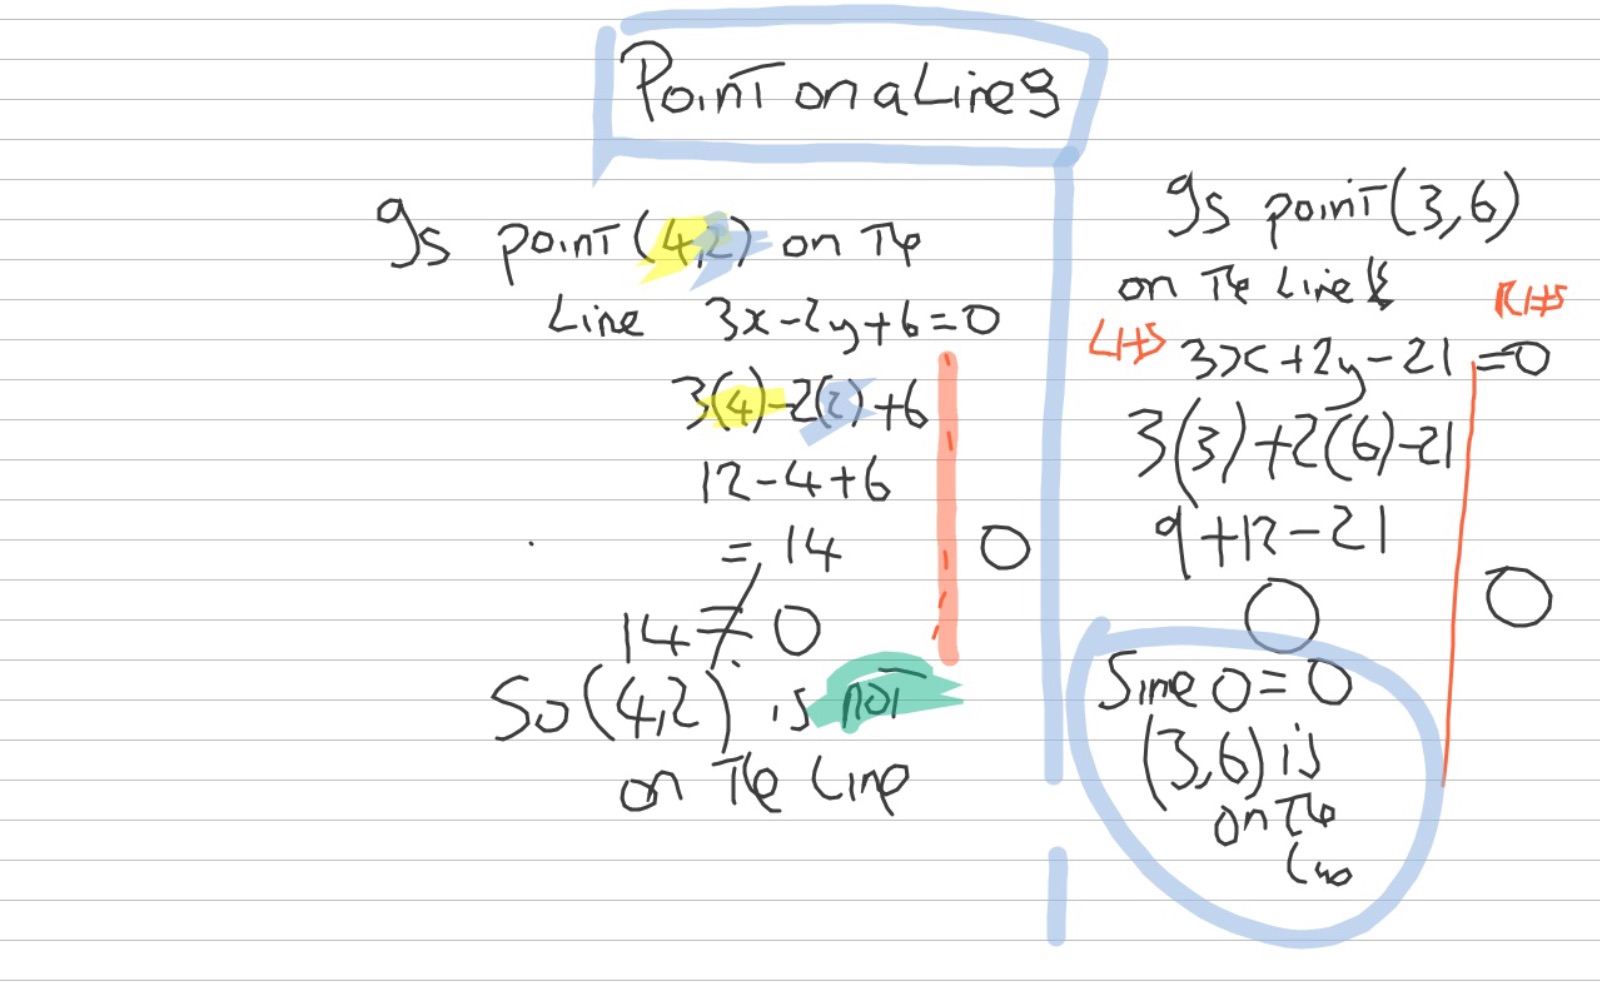 Point on a Line
Is point (4,2) on the
Line 3x-2y+6=0
3(4)-2(2)+6
12-4+6
= 14 0
14 ≠ 0
So (4,2) is not
on the Line
Is point (3,6)
on the Line
LHS RHS
3x+2y-21 =0
3(3)+2(6)-21
9+12-21
0 0
Sine 0=0
(3,6) is
on the